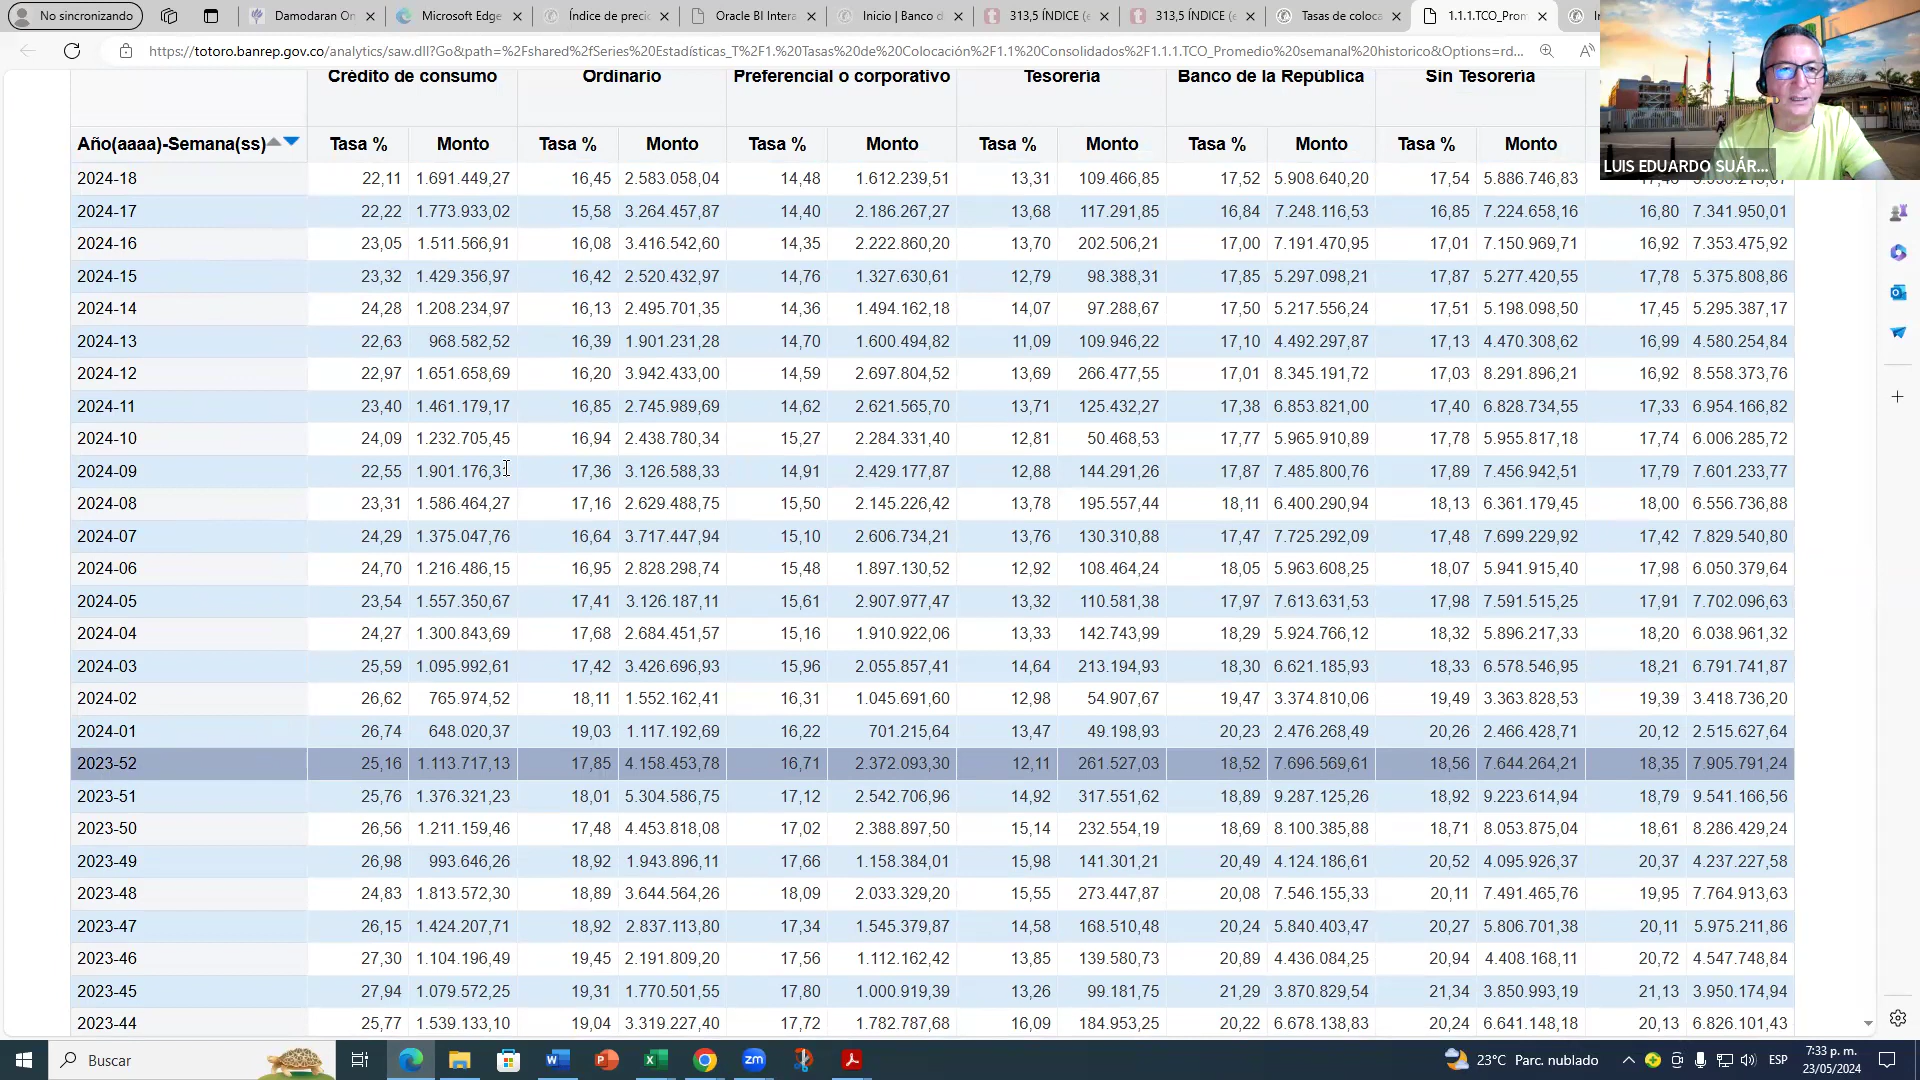 No sincronizando
Damodaran On
Microsoft Edge
Índice de preci
Oracle BI Intera
Inicio | Banco d
313,5 ÍNDICE (e
313,5 ÍNDICE (e
Tasas de coloca
1.1.1.TCO_Prom
https://totoro.banrep.gov.co/analytics/saw.dll?Go&path=%2Fshared%2fSeries%20Estadísticas_T%2F1.%20Tasas%20de%20Colocación%2F1.1%20Consolidados%2F1.1.1.TCO_Promedio%20semanal%20historico&Options=rd...
Crédito de consumo Ordinario Preferencial o corporativo Tesorería Banco de la República Sin Tesorería
LUIS EDUARDO SUÁR...
Año(aaaa)-Semana(ss) Tasa % Monto Tasa % Monto Tasa % Monto Tasa % Monto Tasa % Monto Tasa % Monto
2024-18 22,11 1.691.449,27 16,45 2.583.058,04 14,48 1.612.239,51 13,31 109.466,85 17,52 5.908.640,20 17,54 5.886.746,83
2024-17 22,22 1.773.933,02 15,58 3.264.457,87 14,40 2.186.267,27 13,68 117.291,85 16,84 7.248.116,53 16,85 7.224.658,16 16,80 7.341.950,01
2024-16 23,05 1.511.566,91 16,08 3.416.542,60 14,35 2.222.860,20 13,70 202.506,21 17,00 7.191.470,95 17,01 7.150.969,71 16,92 7.353.475,92
2024-15 23,32 1.429.356,97 16,42 2.520.432,97 14,76 1.327.630,61 12,79 98.388,31 17,85 5.297.098,21 17,87 5.277.420,55 17,78 5.375.808,86
2024-14 24,28 1.208.234,97 16,13 2.495.701,35 14,36 1.494.162,18 14,07 97.288,67 17,50 5.217.556,24 17,51 5.198.098,50 17,45 5.295.387,17
2024-13 22,63 968.582,52 16,39 1.901.231,28 14,70 1.600.494,82 11,09 109.946,22 17,10 4.492.297,87 17,13 4.470.308,62 16,99 4.580.254,84
2024-12 22,97 1.651.658,69 16,20 3.942.433,00 14,59 2.697.804,52 13,69 266.477,55 17,01 8.345.191,72 17,03 8.291.896,21 16,92 8.558.373,76
2024-11 23,40 1.461.179,17 16,85 2.745.989,69 14,62 2.621.565,70 13,71 125.432,27 17,38 6.853.821,00 17,40 6.828.734,55 17,33 6.954.166,82
2024-10 24,09 1.232.705,45 16,94 2.438.780,34 15,27 2.284.331,40 12,81 50.468,53 17,77 5.965.910,89 17,78 5.955.817,18 17,74 6.006.285,72
2024-09 22,55 17,36 3.126.588,33 14,91 2.429.177,87 12,88 144.291,26 17,87 7.485.800,76 17,89 7.456.942,51 17,79 7.601.233,77
2024-08 23,31 1.586.464,27 17,16 2.629.488,75 15,50 2.145.226,42 13,78 195.557,44 18,11 6.400.290,94 18,13 6.361.179,45 18,00 6.556.736,88
2024-07 24,29 1.375.047,76 16,64 3.717.447,94 15,10 2.606.734,21 13,76 130.310,88 17,47 7.725.292,09 17,48 7.699.229,92 17,42 7.829.540,80
2024-06 24,70 1.216.486,15 16,95 2.828.298,74 15,48 1.897.130,52 12,92 108.464,24 18,05 5.963.608,25 18,07 5.941.915,40 17,98 6.050.379,64
2024-05 23,54 1.557.350,67 17,41 3.126.187,11 15,61 2.907.977,47 13,32 110.581,38 17,97 7.613.631,53 17,98 7.591.515,25 17,91 7.702.096,63
2024-04 24,27 1.300.843,69 17,68 2.684.451,57 15,16 1.910.922,06 13,33 142.743,99 18,29 5.924.766,12 18,32 5.896.217,33 18,20 6.038.961,32
2024-03 25,59 1.095.992,61 17,42 3.426.696,93 15,96 2.055.857,41 14,64 213.194,93 18,30 6.621.185,93 18,33 6.578.546,95 18,21 6.791.741,87
2024-02 26,62 765.974,52 18,11 1.552.162,41 16,31 1.045.691,60 12,98 54.907,67 19,47 3.374.810,06 19,49 3.363.828,53 19,39 3.418.736,20
2024-01 26,74 648.020,37 19,03 1.117.192,69 16,22 701.215,64 13,47 49.198,93 20,23 2.476.268,49 20,26 2.466.428,71 20,12 2.515.627,64
2023-52 25,16 1.113.717,13 17,85 4.158.453,78 16,71 2.372.093,30 12,11 261.527,03 18,52 7.696.569,61 18,56 7.644.264,21 18,35 7.905.791,24
2023-51 25,76 1.376.321,23 18,01 5.304.586,75 17,12 2.542.706,96 14,92 317.551,62 18,89 9.287.125,26 18,92 9.223.614,94 18,79 9.541.166,56
2023-50 26,56 1.211.159,46 17,48 4.453.818,08 17,02 2.388.897,50 15,14 232.554,19 18,69 8.100.385,88 18,71 8.053.875,04 18,61 8.286.429,24
2023-49 26,98 993.646,26 18,92 1.943.896,11 17,66 1.158.384,01 15,98 141.301,21 20,49 4.124.186,61 20,52 4.095.926,37 20,37 4.237.227,58
2023-48 24,83 1.813.572,30 18,89 3.644.564,26 18,09 2.033.329,20 15,55 273.447,87 20,08 7.546.155,33 20,11 7.491.465,76 19,95 7.764.913,63
2023-47 26,15 1.424.207,71 18,92 2.837.113,80 17,34 1.545.379,87 14,58 168.510,48 20,24 5.840.403,47 20,27 5.806.701,38 20,11 5.975.211,86
2023-46 27,30 1.104.196,49 19,45 2.191.809,20 17,56 1.112.162,42 13,85 139.580,73 20,89 4.436.084,25 20,94 4.408.168,11 20,72 4.547.748,84
2023-45 27,94 1.079.572,25 19,31 1.770.501,55 17,80 1.000.919,39 13,26 99.181,75 21,29 3.870.829,54 21,34 3.850.993,19 21,13 3.950.174,94
2023-44 25,77 1.539.133,10 19,04 3.319.227,40 17,72 1.782.787,68 16,09 184.953,25 20,22 6.678.138,83 20,24 6.641.148,18 20,13 6.826.101,43
Buscar
23°C Parc. nublado
ESP
7:33 p. m.
23/05/2024